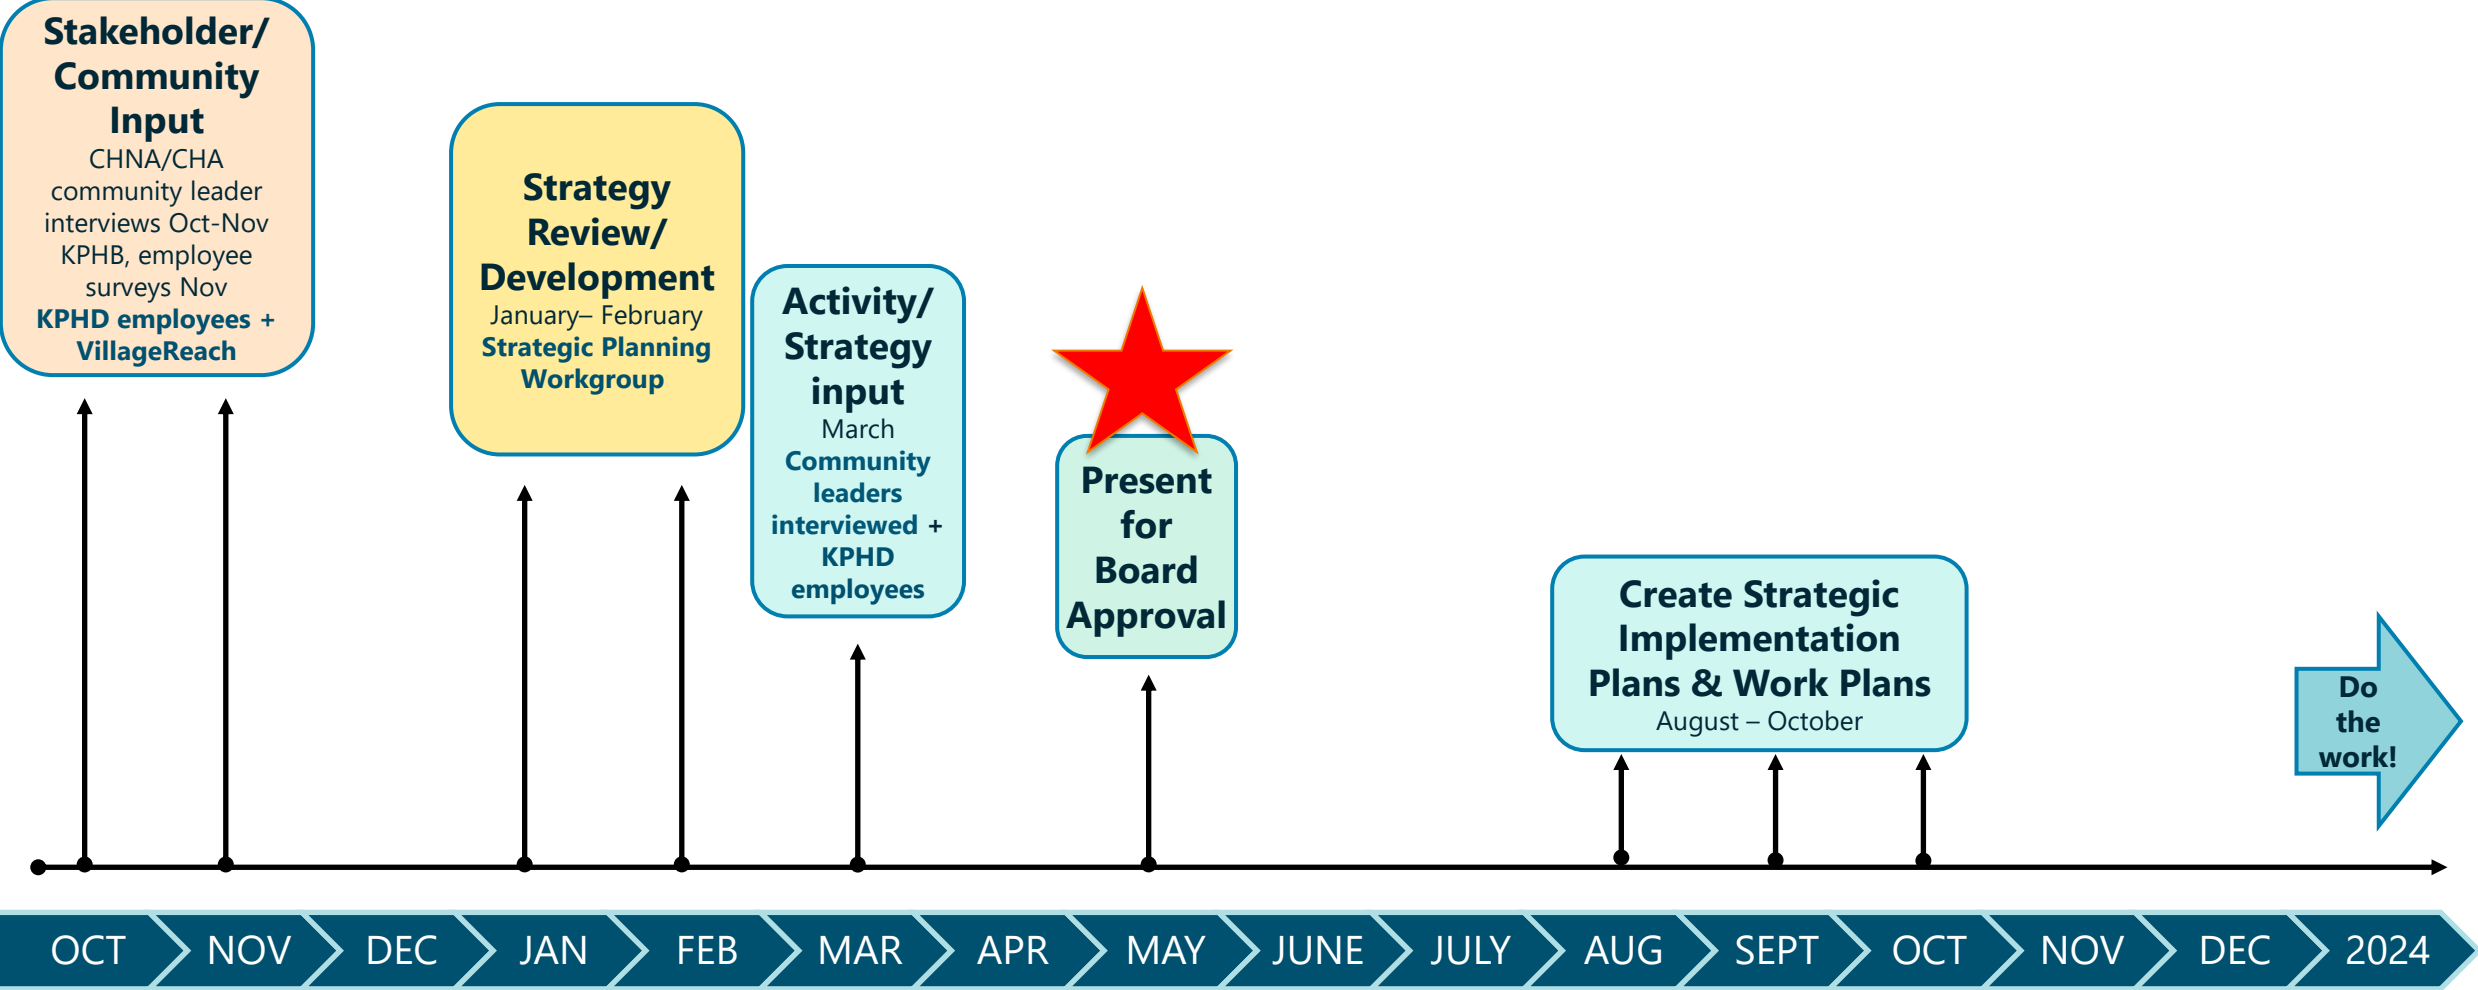 Stakeholder/
Community
Input
CHNA/CHA
community leader
interviews Oct-Nov
KPHB, employee
surveys Nov
KPHD employees +
VillageReach
Strategy
Review/
Development
January– February
Strategic Planning
Workgroup
Activity/
Strategy
input
March
Community
leaders
interviewed +
KPHD
employees
Present
for
Board
Approval
Create Strategic
Implementation
Plans & Work Plans
August – October
Do
the
work!
OCT
NOV
DEC
JAN
FEB
MAR
APR
MAY
JUNE
JULY
AUG
SEPT
OCT
NOV
DEC
2024